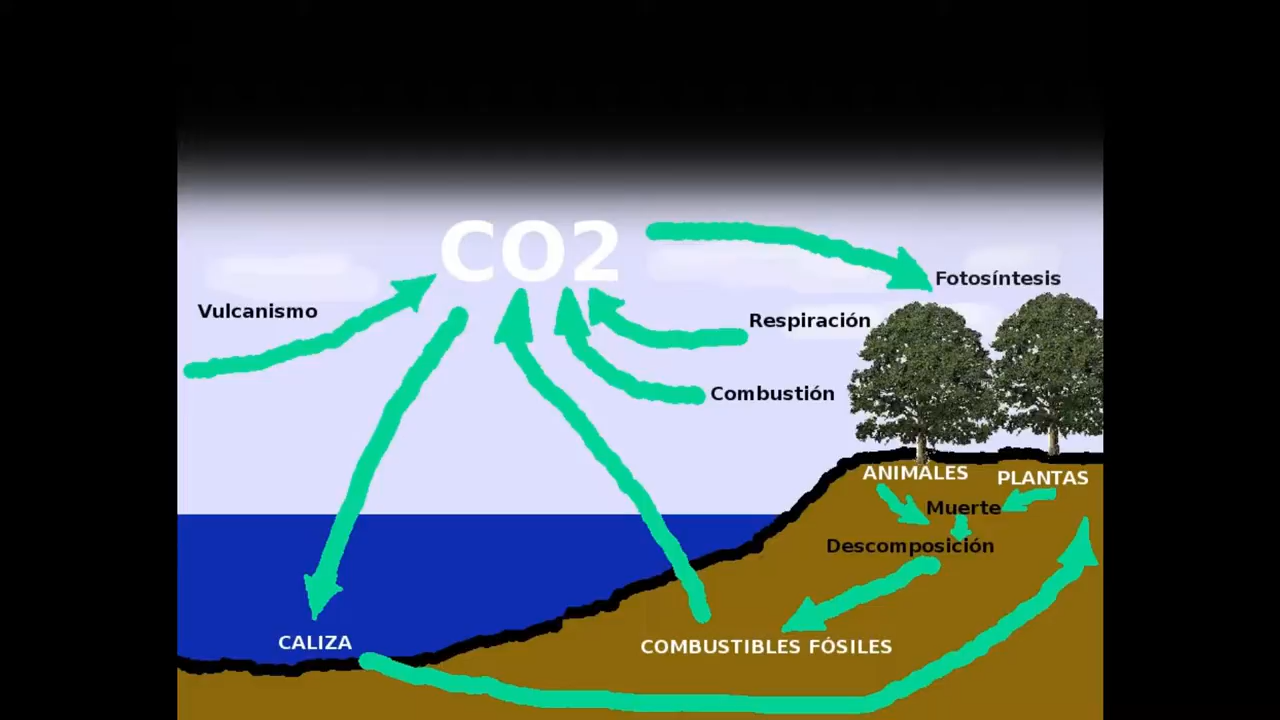 CO2
Fotosíntesis
Vulcanismo
Respiración
Combustión
ANIMALES
PLANTAS
Muerte
Descomposición
CALIZA
COMBUSTIBLES FÓSILES